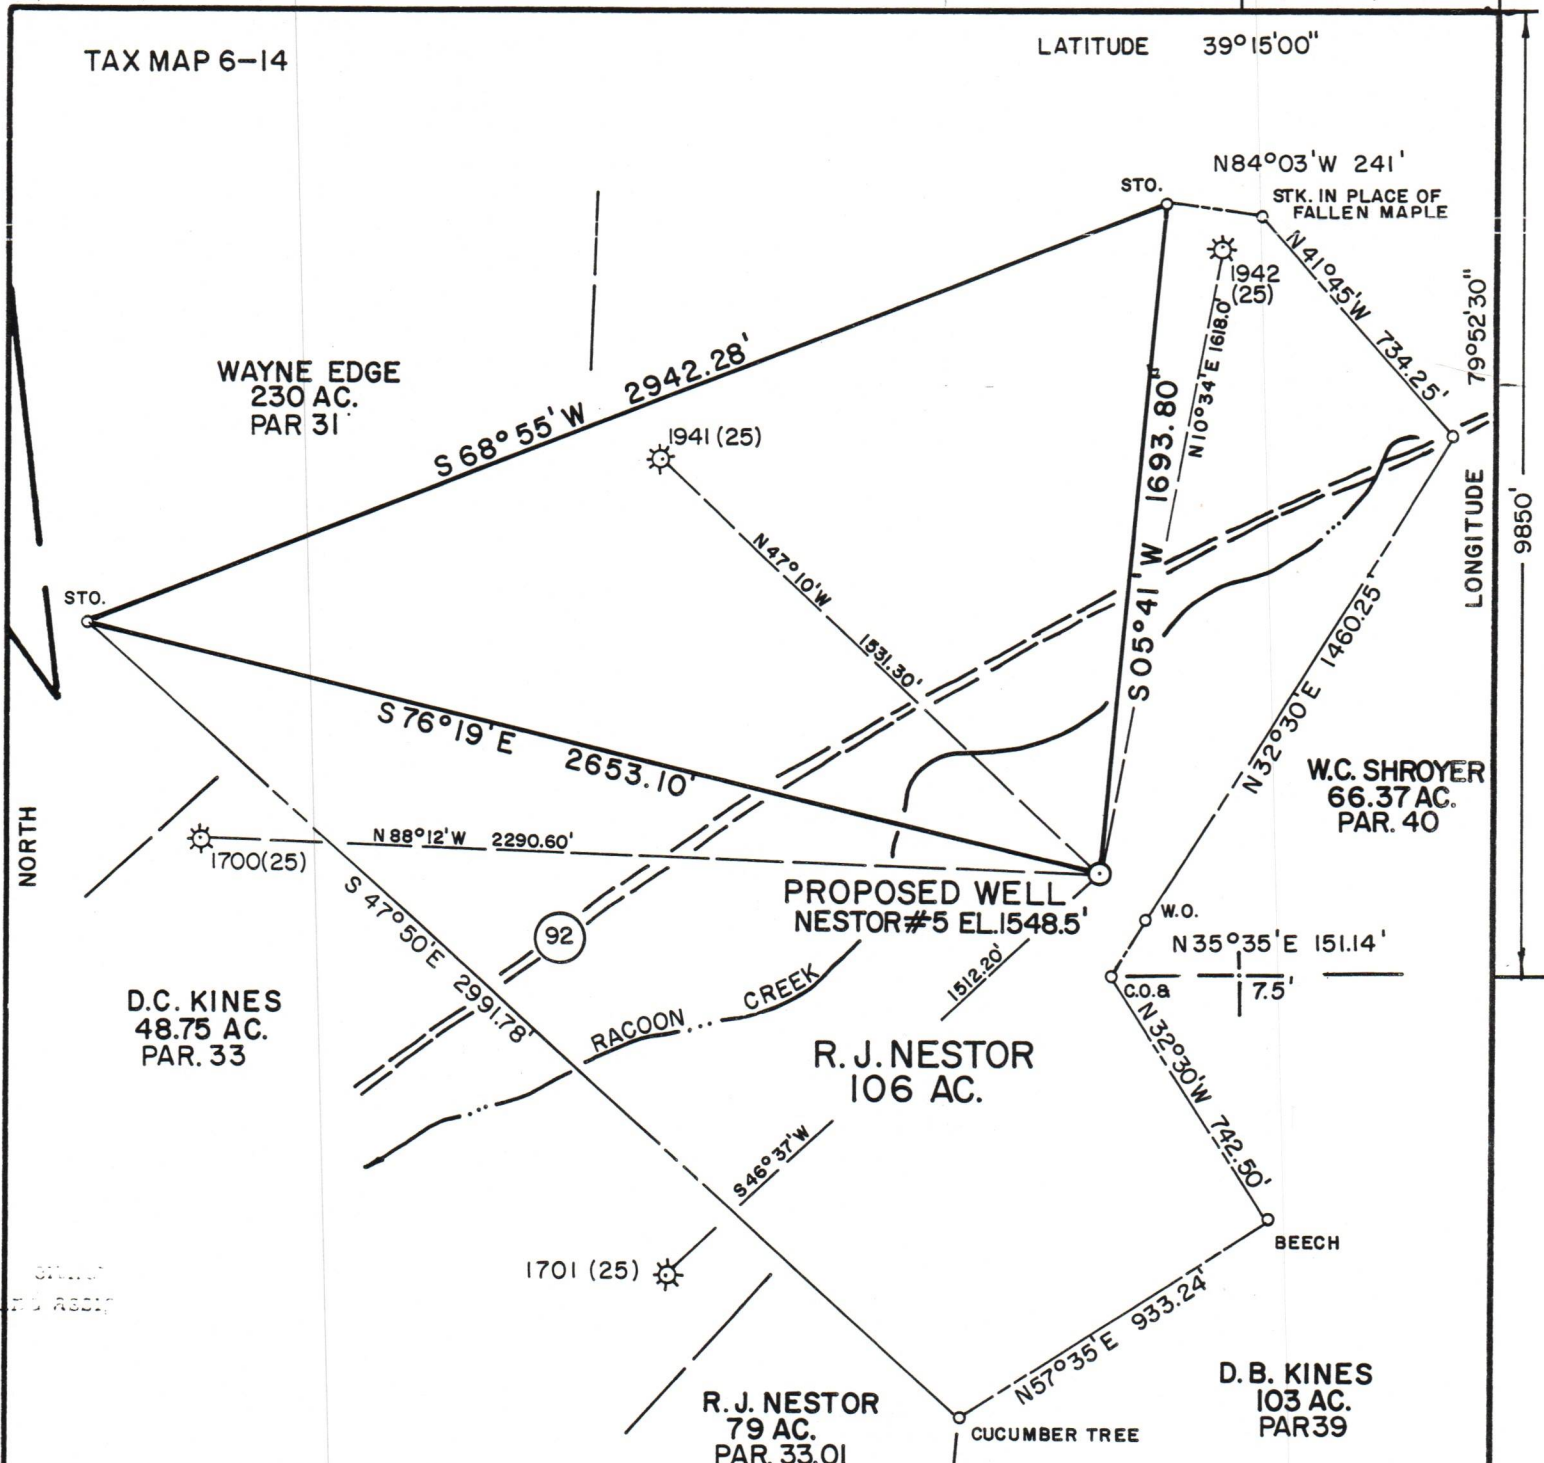 TAX MAP 6-14
LATITUDE 39°15'00"
N84°03'W 241'
STO.
STK. IN PLACE OF
FALLEN MAPLE
N41°45'W 734.25'
1942
(25)
N10°34'E 1618.0'
LONGITUDE 79°52'30"
9850'
WAYNE EDGE
230 AC.
PAR 31
S 68° 55' W 2942.28'
1941 (25)
N 47°10'W
1531.30'
S 05°41' W 1693.80"
STO.
S 76°19'E 2653.10'
N32°30'E 1460.25'
W.C. SHROYER
66.37 AC.
PAR. 40
NORTH
N 88°12'W 2290.60'
1700(25)
S 47°50'E 2991.78'
PROPOSED WELL
NESTOR#5 EL.1548.5'
92
W.O.
N35°35'E 151.14'
C.O.&
7.5'
1512.20'
D.C. KINES
48.75 AC.
PAR. 33
RACOON CREEK
R. J. NESTOR
106 AC.
N 32°30'W 742.50'
S 46°37'W
BEECH
1701 (25)
N57°35'E 933.24'
D. B. KINES
103 AC.
PAR39
R. J. NESTOR
79 AC.
PAR. 33.01
CUCUMBER TREE